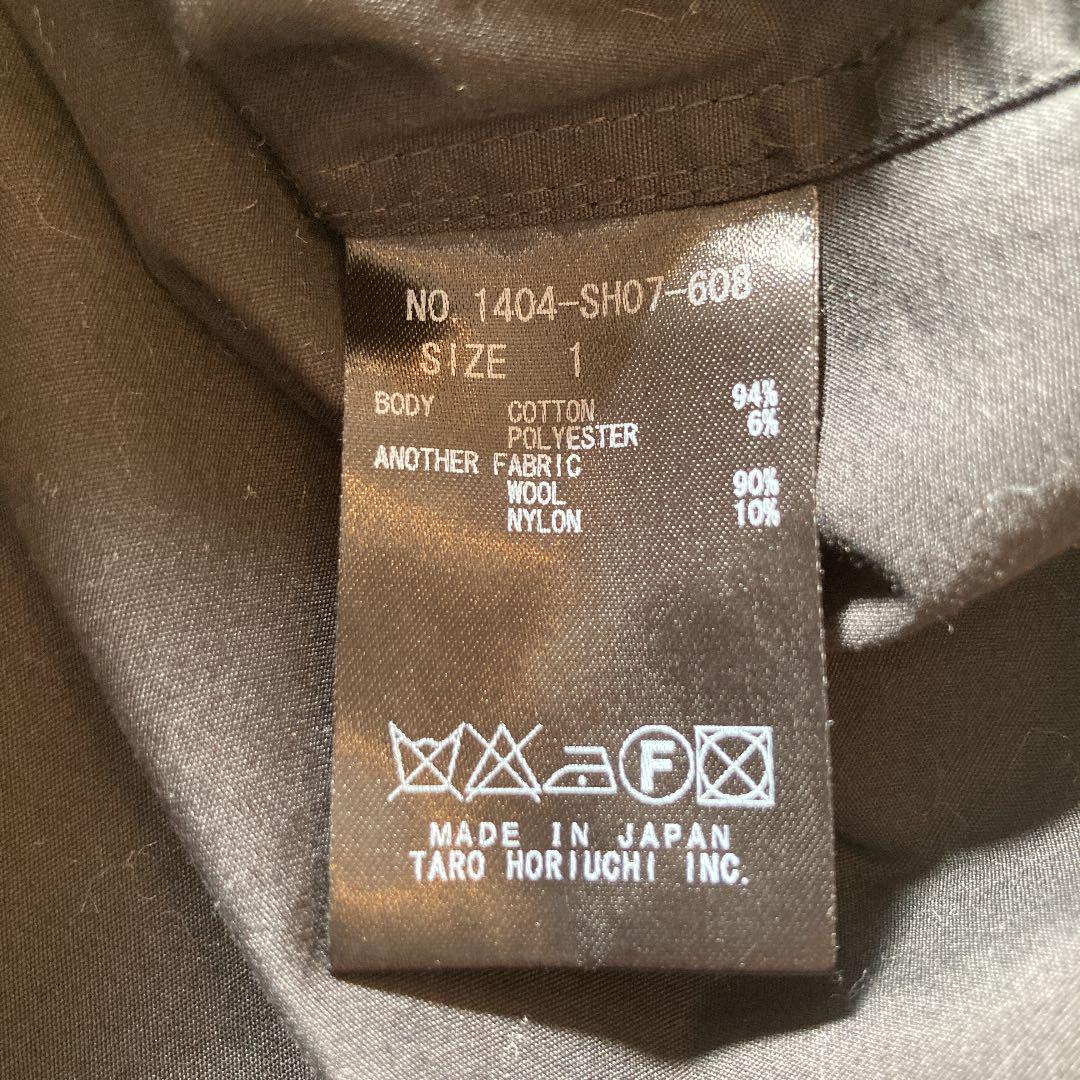 NO. 1404-SH07-608
SIZE 1
BODY COTTON 94%
POLYESTER 6%
ANOTHER FABRIC
WOOL 90%
NYLON 10%
F
MADE IN JAPAN
TARO HORIUCHI INC.